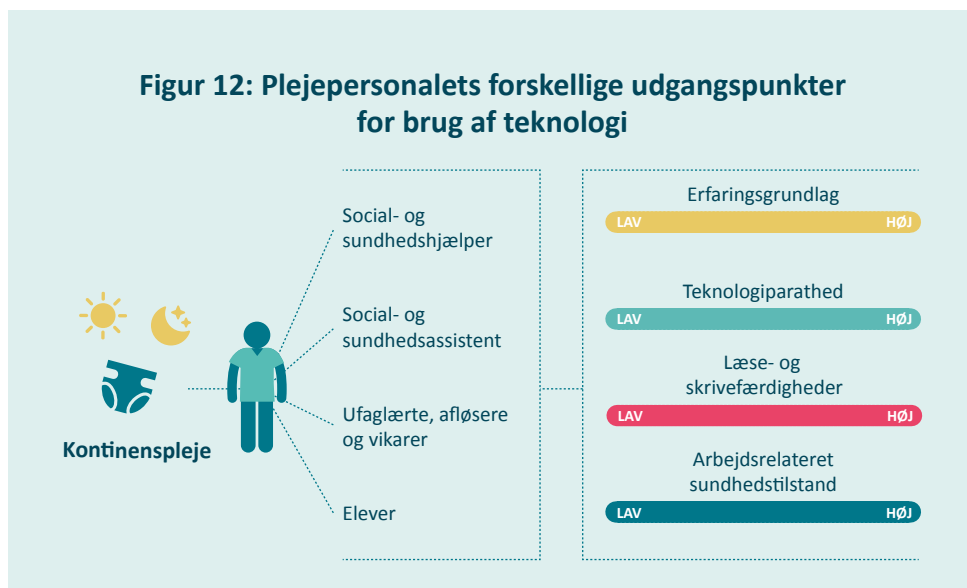 Figur 12: Plejepersonalets forskellige udgangspunkter
for brug af teknologi
Kontinenspleje
Social- og
sundhedshjælper
Social- og
sundhedsassistent
Ufaglærte, afløsere
og vikarer
Elever
Erfaringsgrundlag
LAV HØJ
Teknologiparathed
LAV HØJ
Læse- og
skrivefærdigheder
LAV HØJ
Arbejdsrelateret
sundhedstilstand
LAV HØJ